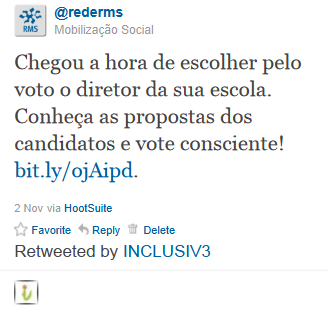 @rederms
RMS
Mobilização Social
Chegou a hora de escolher pelo
voto o diretor da sua escola.
Conheça as propostas dos
candidatos e vote consciente!
bit.ly/ojAipd.
2 Nov via HootSuite
Favorite Reply Delete
Retweeted by INCLUSIV3